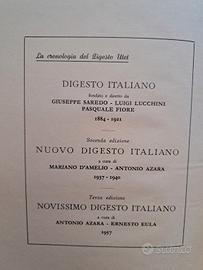 La cronologia del Digesto Utet
DIGESTO ITALIANO
fondato e diretto da
GIUSEPPE SAREDO - LUIGI LUCCHINI
PASQUALE FIORE
1884 - 1921
Seconda edizione
NUOVO DIGESTO ITALIANO
a cura di
MARIANO D'AMELIO - ANTONIO AZARA
1937 - 1940
Terza edizione
NOVISSIMO DIGESTO ITALIANO
a cura di
ANTONIO AZARA - ERNESTO EULA
1957
subito.it